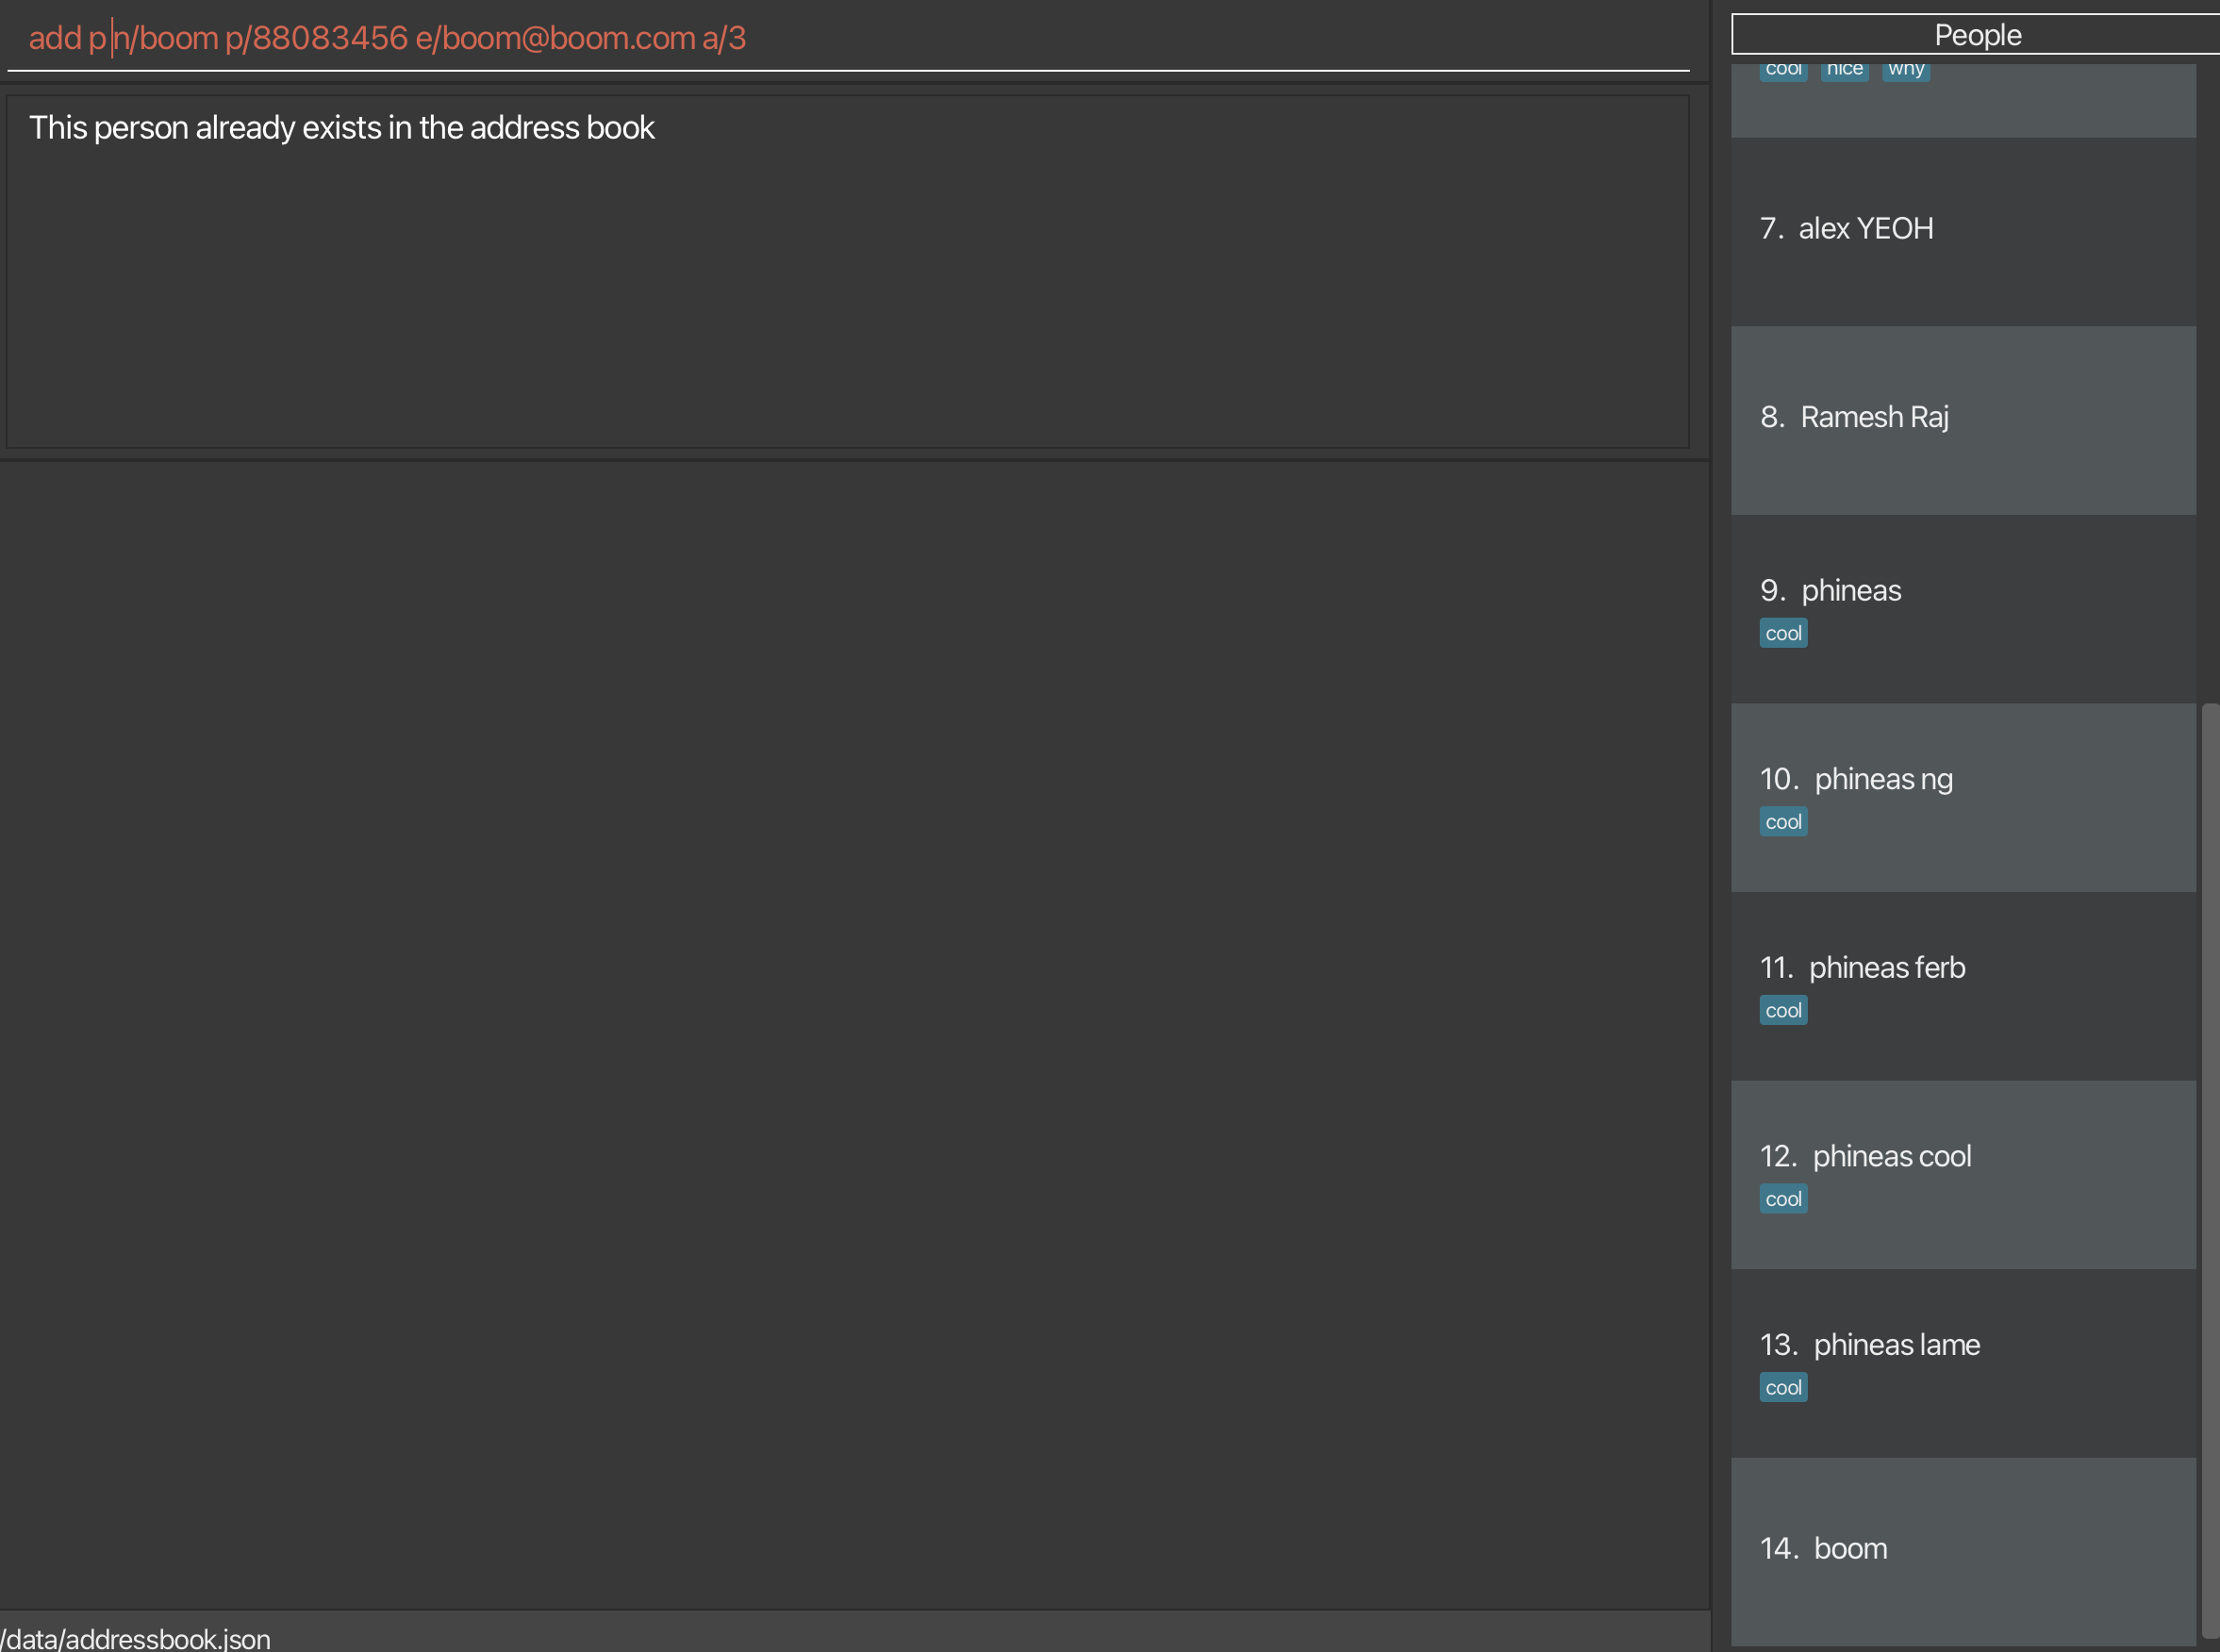 add p n/boom p/88083456 e/boom@boom.com a/3
This person already exists in the address book
People
cool nice why
7. alex YEOH
8. Ramesh Raj
9. phineas
cool
10. phineas ng
cool
11. phineas ferb
cool
12. phineas cool
cool
13. phineas lame
cool
14. boom
/data/addressbook.json